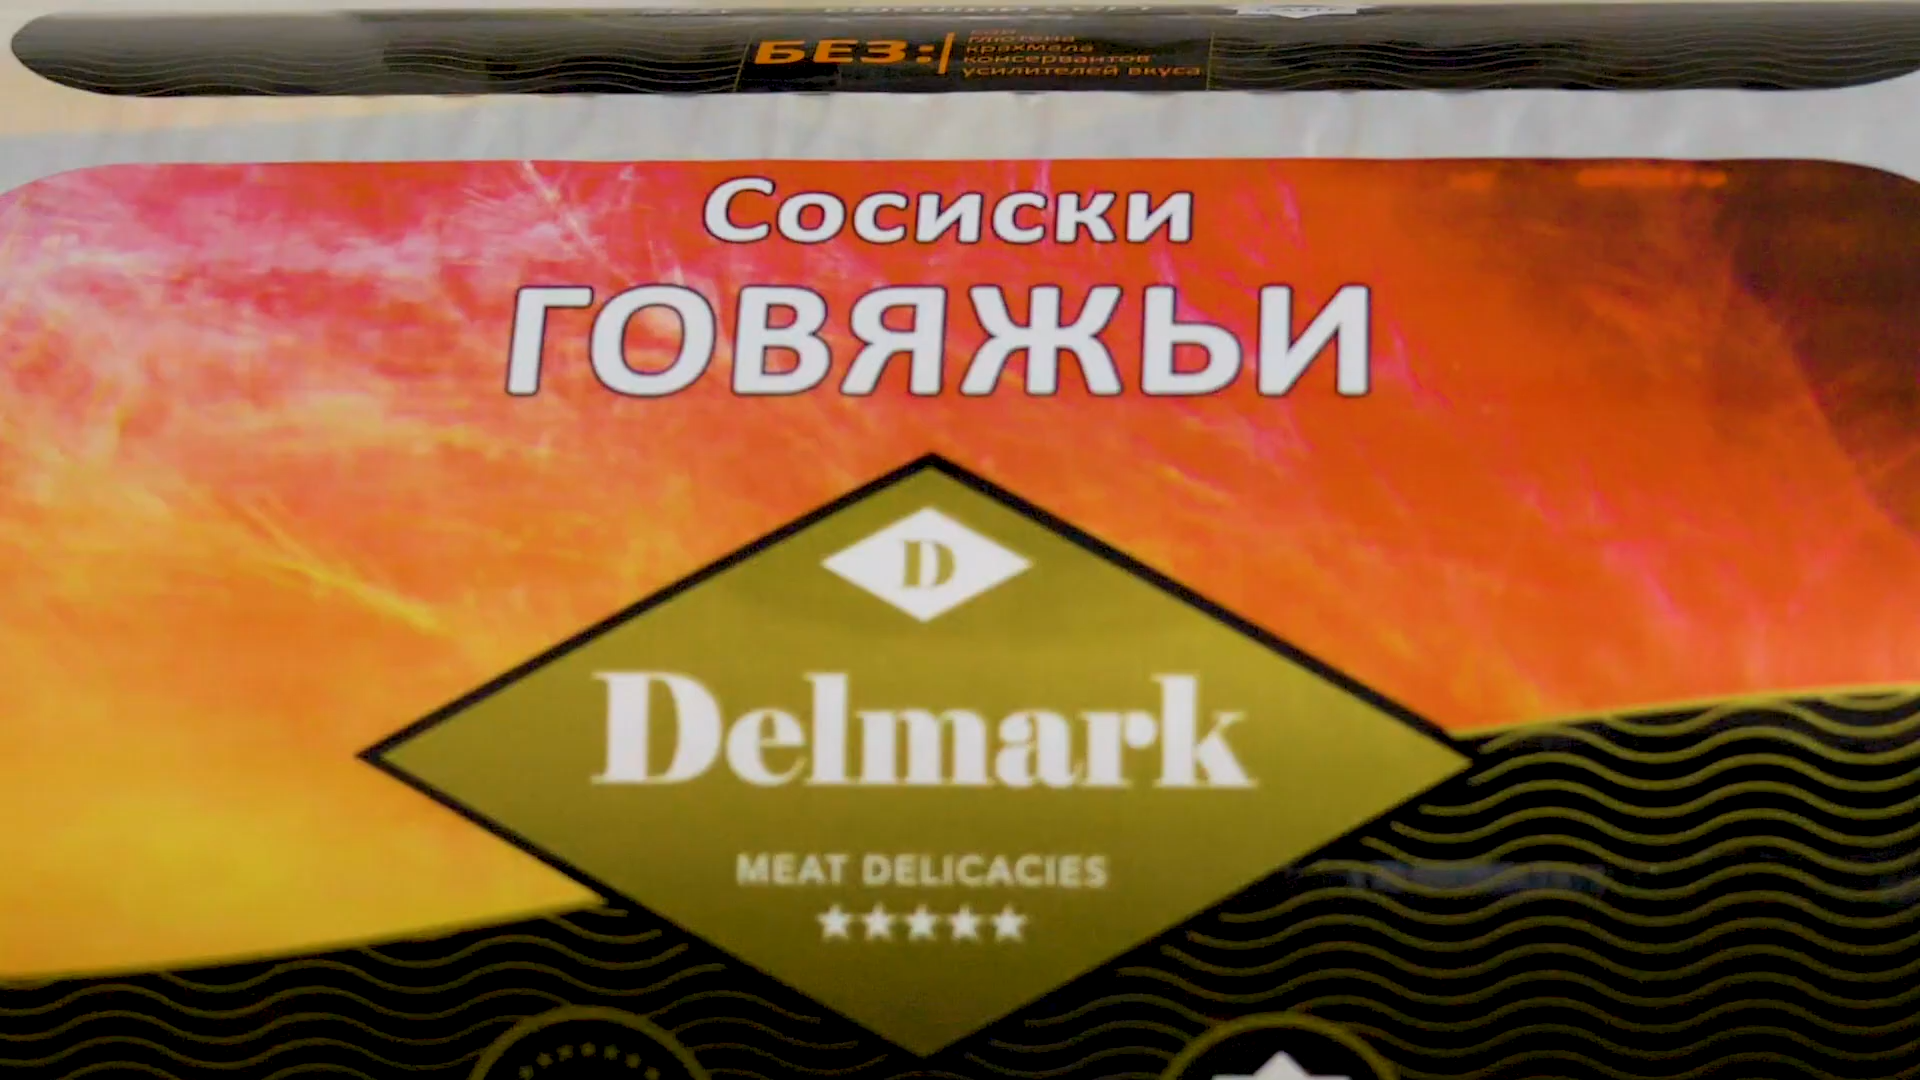 БЕЗ:
глютена
крахмала
консервантов
усилителей вкуса
Сосиски
ГОВЯЖЬИ
D
Delmark
MEAT DELICACIES